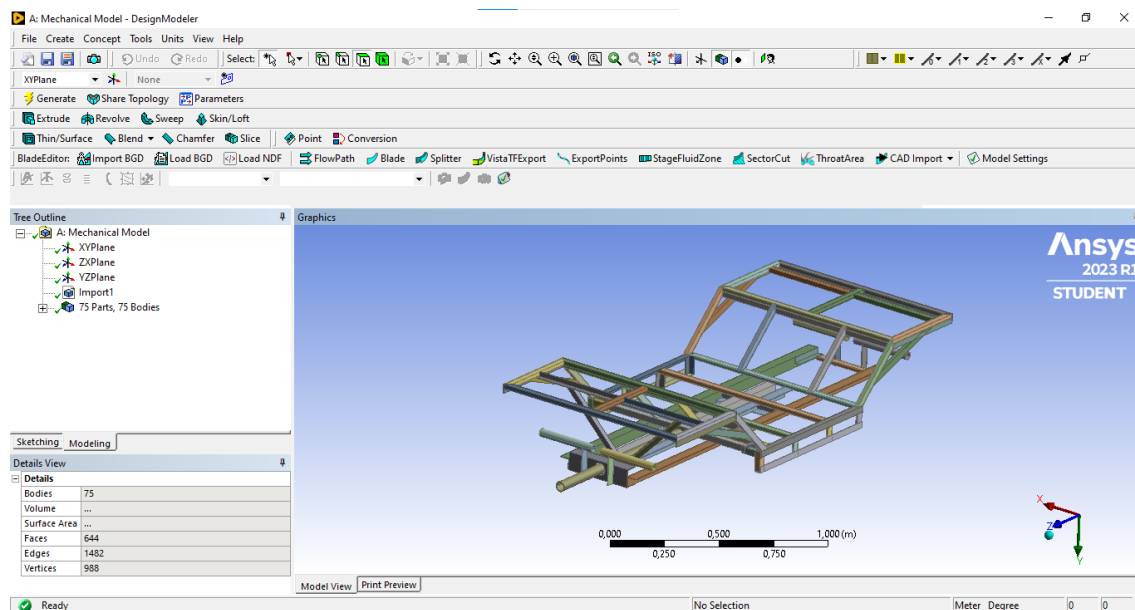 A: Mechanical Model - DesignModeler
File Create Concept Tools Units View Help
Undo Redo Select: ISO
XYPlane None
Generate Share Topology Parameters
Extrude Revolve Sweep Skin/Loft
Thin/Surface Blend Chamfer Slice Point Conversion
BladeEditor: Import BGD Load BGD Load NDF FlowPath Blade Splitter VistaTFExport ExportPoints StageFluidZone SectorCut ThroatArea CAD Import Model Settings
Tree Outline
A: Mechanical Model
XYPlane
ZXPlane
YZPlane
Import1
75 Parts, 75 Bodies
Sketching Modeling
Details View
Details
Bodies 75
Volume ...
Surface Area ...
Faces 644
Edges 1482
Vertices 988
Graphics
Ansys
2023 R1
STUDENT
0,000 0,500 1,000 (m)
0,250 0,750
X
Z
Y
Model View Print Preview
Ready No Selection Meter Degree 0 0